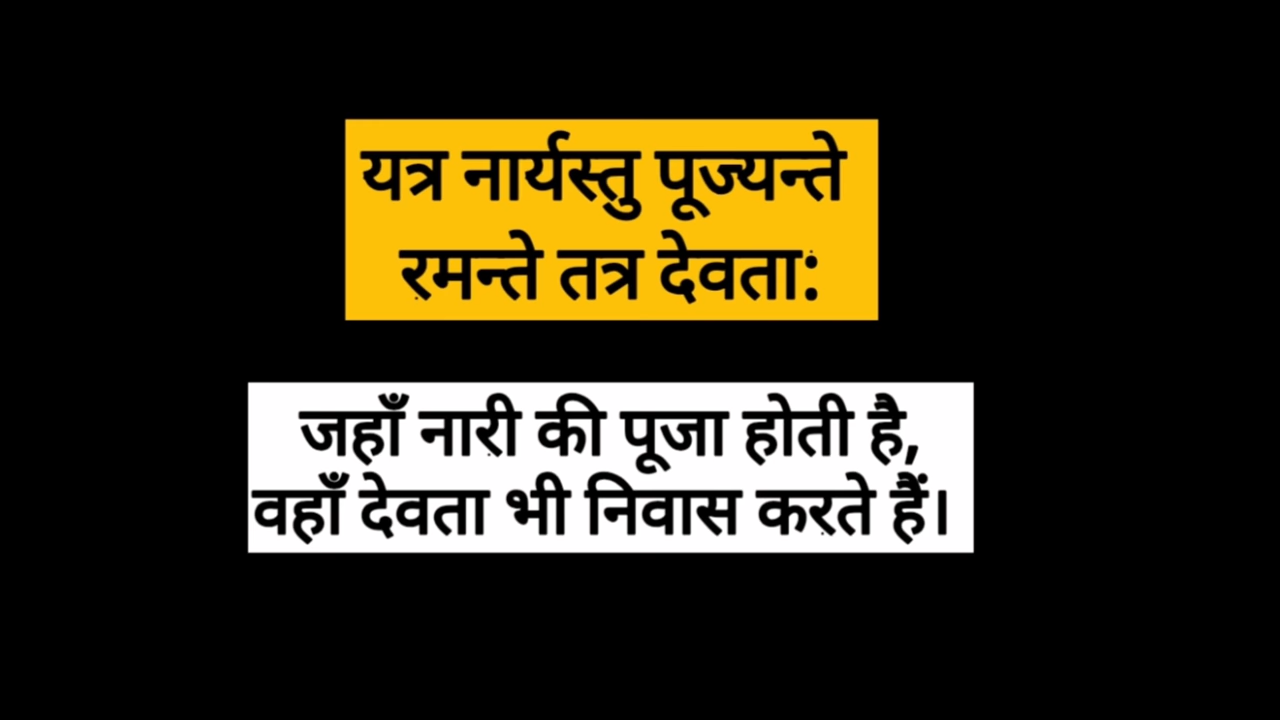 यत्र नार्यस्तु पूज्यन्ते
रमन्ते तत्र देवता:
जहाँ नारी की पूजा होती है,
वहाँ देवता भी निवास करते हैं।